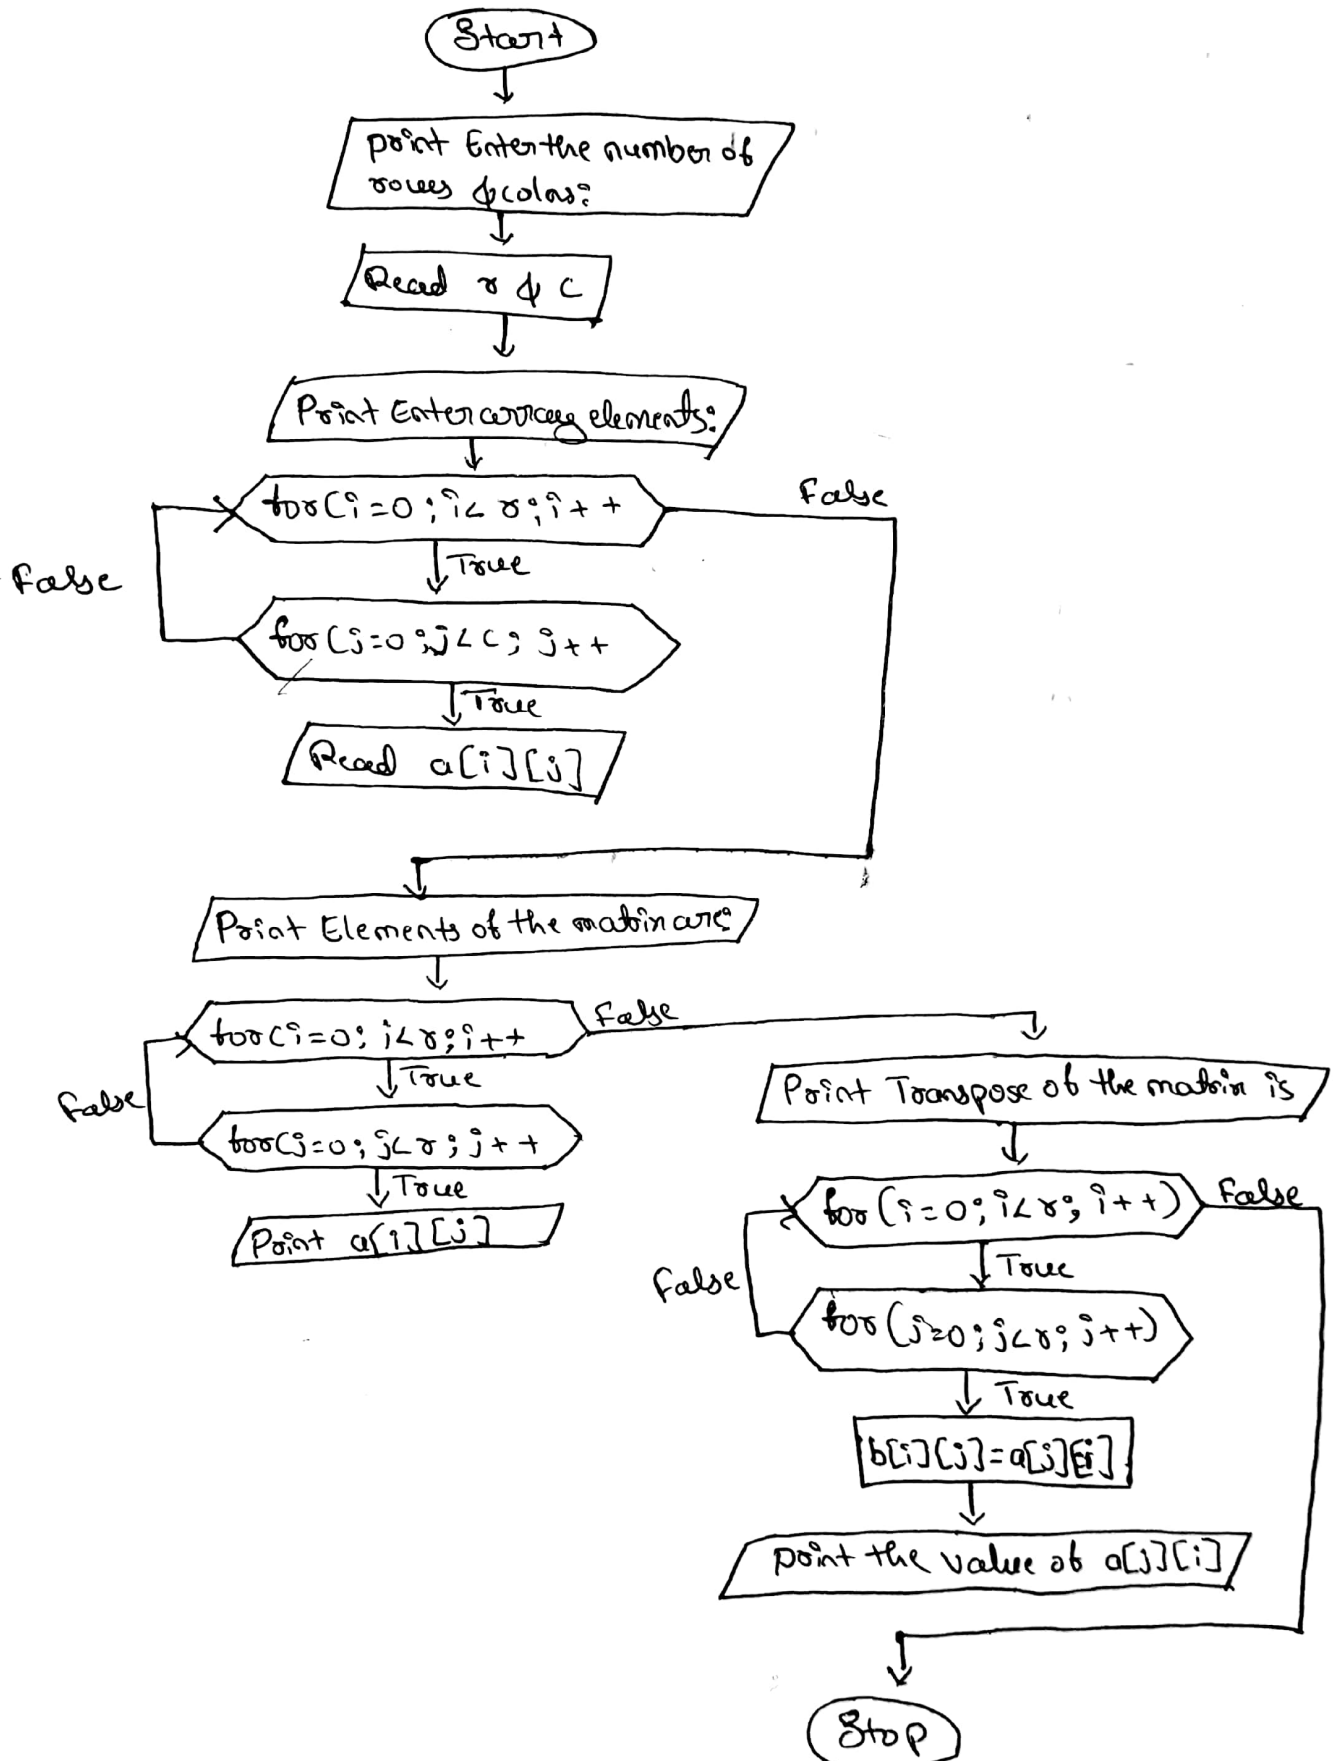 Start
print Enter the number of
rows & colns:
Read r & c
Print Enter array elements:
for(i=0; i< r; i++
False
True
False
for(j=0; j<c; j++
True
Read a[i][j]
Print Elements of the matrix are:
for(i=0; i<r; i++
False
True
False
for(j=0; j<r; j++
True
Print a[i][j]
Print Transpose of the matrix is
for(i=0; i<r; i++)
False
True
False
for(j=0; j<r; j++)
True
b[i][j]=a[j][i]
print the value of a[j][i]
Stop